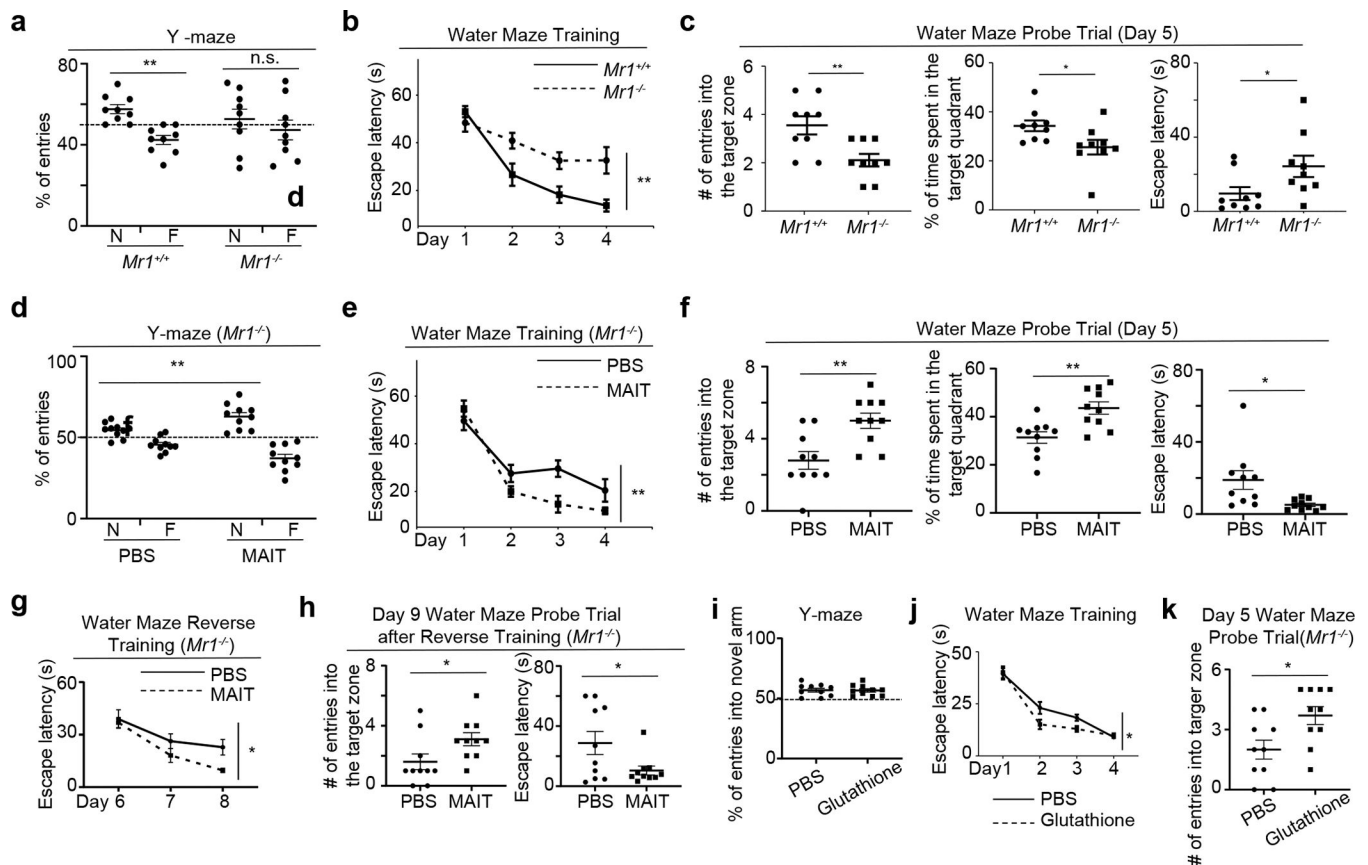 a
Y -maze
**
n.s.
80
40
0
% of entries
d
N F N F
Mr1+/+ Mr1-/-
b
Water Maze Training
Mr1+/+
Mr1-/-
60
40
20
0
Escape latency (s)
**
Day 1 2 3 4
c
Water Maze Probe Trial (Day 5)
# of entries into
the target zone
6
4
2
0
**
Mr1+/+ Mr1-/-
% of time spent in the
target quadrant
60
40
20
0
*
Mr1+/+ Mr1-/-
Escape latency (s)
80
60
40
20
0
*
Mr1+/+ Mr1-/-
d
Y-maze (Mr1-/-)
100
50
0
% of entries
**
N F N F
PBS MAIT
e
Water Maze Training (Mr1-/-)
PBS
MAIT
60
40
20
0
Escape latency (s)
**
Day 1 2 3 4
f
Water Maze Probe Trial (Day 5)
# of entries into
the target zone
8
4
0
**
PBS MAIT
% of time spent in the
target quadrant
60
40
20
0
**
PBS MAIT
Escape latency (s)
80
60
40
20
0
*
PBS MAIT
g
Water Maze Reverse
Training (Mr1-/-)
PBS
MAIT
60
30
0
Escape latency (s)
*
Day 6 7 8
h
Day 9 Water Maze Probe Trial
after Reverse Training (Mr1-/-)
# of entries into
the target zone
8
6
4
2
0
*
PBS MAIT
Escape latency (s)
80
60
40
20
0
*
PBS MAIT
i
Y-maze
100
50
0
% of entries into novel arm
PBS
Glutathione
j
Water Maze Training
50
25
0
Escape latency (s)
*
Day1 2 3 4
PBS
Glutathione
k
Day 5 Water Maze
Probe Trial(Mr1-/-)
6
3
0
# of entries into targer zone
*
PBS
Glutathione